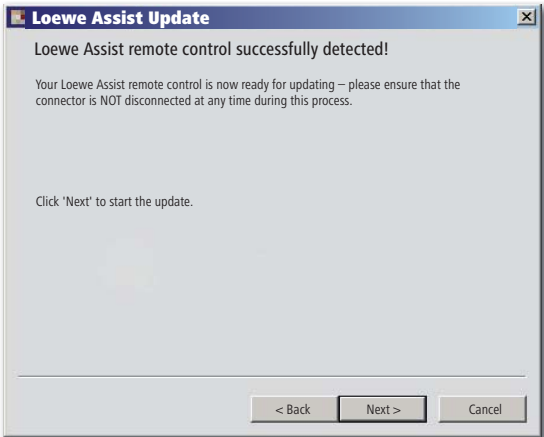 Loewe Assist Update
Loewe Assist remote control successfully detected!
Your Loewe Assist remote control is now ready for updating – please ensure that the
connector is NOT disconnected at any time during this process.
Click 'Next' to start the update.
< Back Next > Cancel